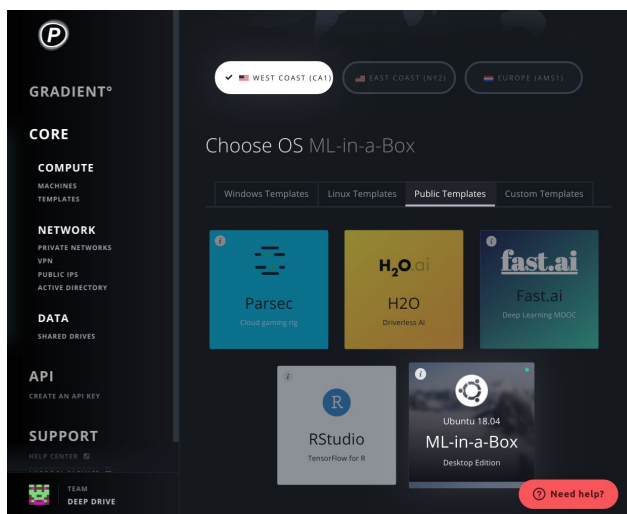 P
GRADIENT°
CORE
COMPUTE
MACHINES
TEMPLATES
NETWORK
PRIVATE NETWORKS
VPN
PUBLIC IPS
ACTIVE DIRECTORY
DATA
SHARED DRIVES
API
CREATE AN API KEY
SUPPORT
HELP CENTER
TEAM
DEEP DRIVE
WEST COAST (CA1)
EAST COAST (NY2)
EUROPE (AMS1)
Choose OS ML-in-a-Box
Windows Templates
Linux Templates
Public Templates
Custom Templates
i
Parsec
Cloud gaming rig
H2O.ai
H2O
Driverless AI
i
fast.ai
Fast.ai
Deep Learning MOOC
i
R
RStudio
TensorFlow for R
i
Ubuntu 18.04
ML-in-a-Box
Desktop Edition
? Need help?